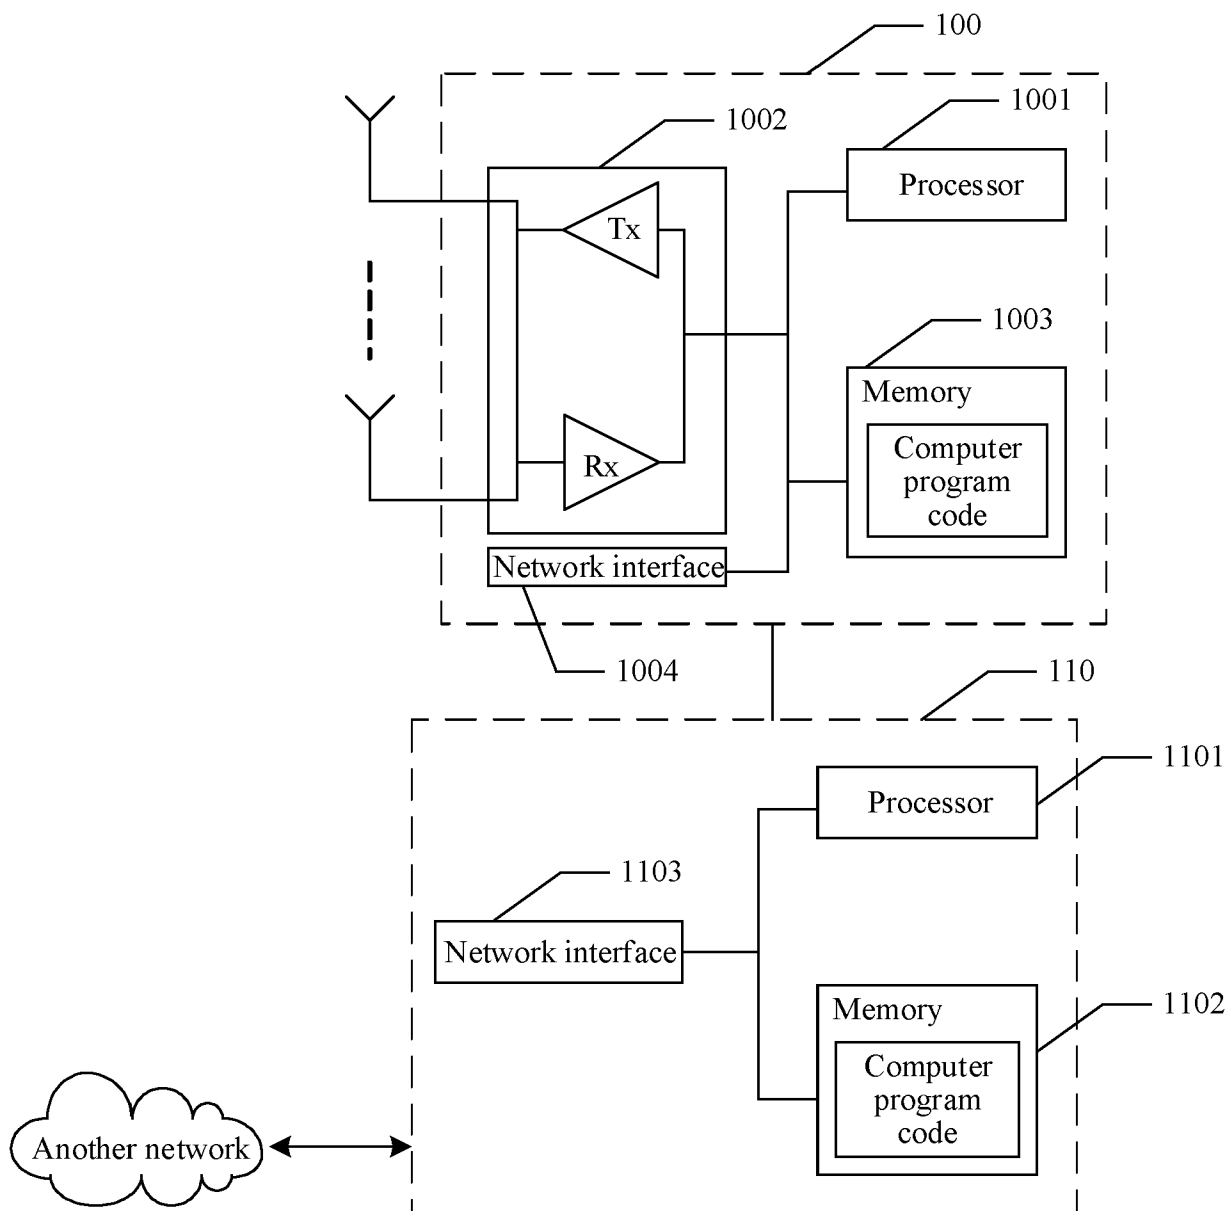 100
1001
1002
Processor
Tx
1003
Memory
Computer
program
code
Rx
Network interface
1004
110
1101
Processor
1103
Network interface
1102
Memory
Computer
program
code
Another network